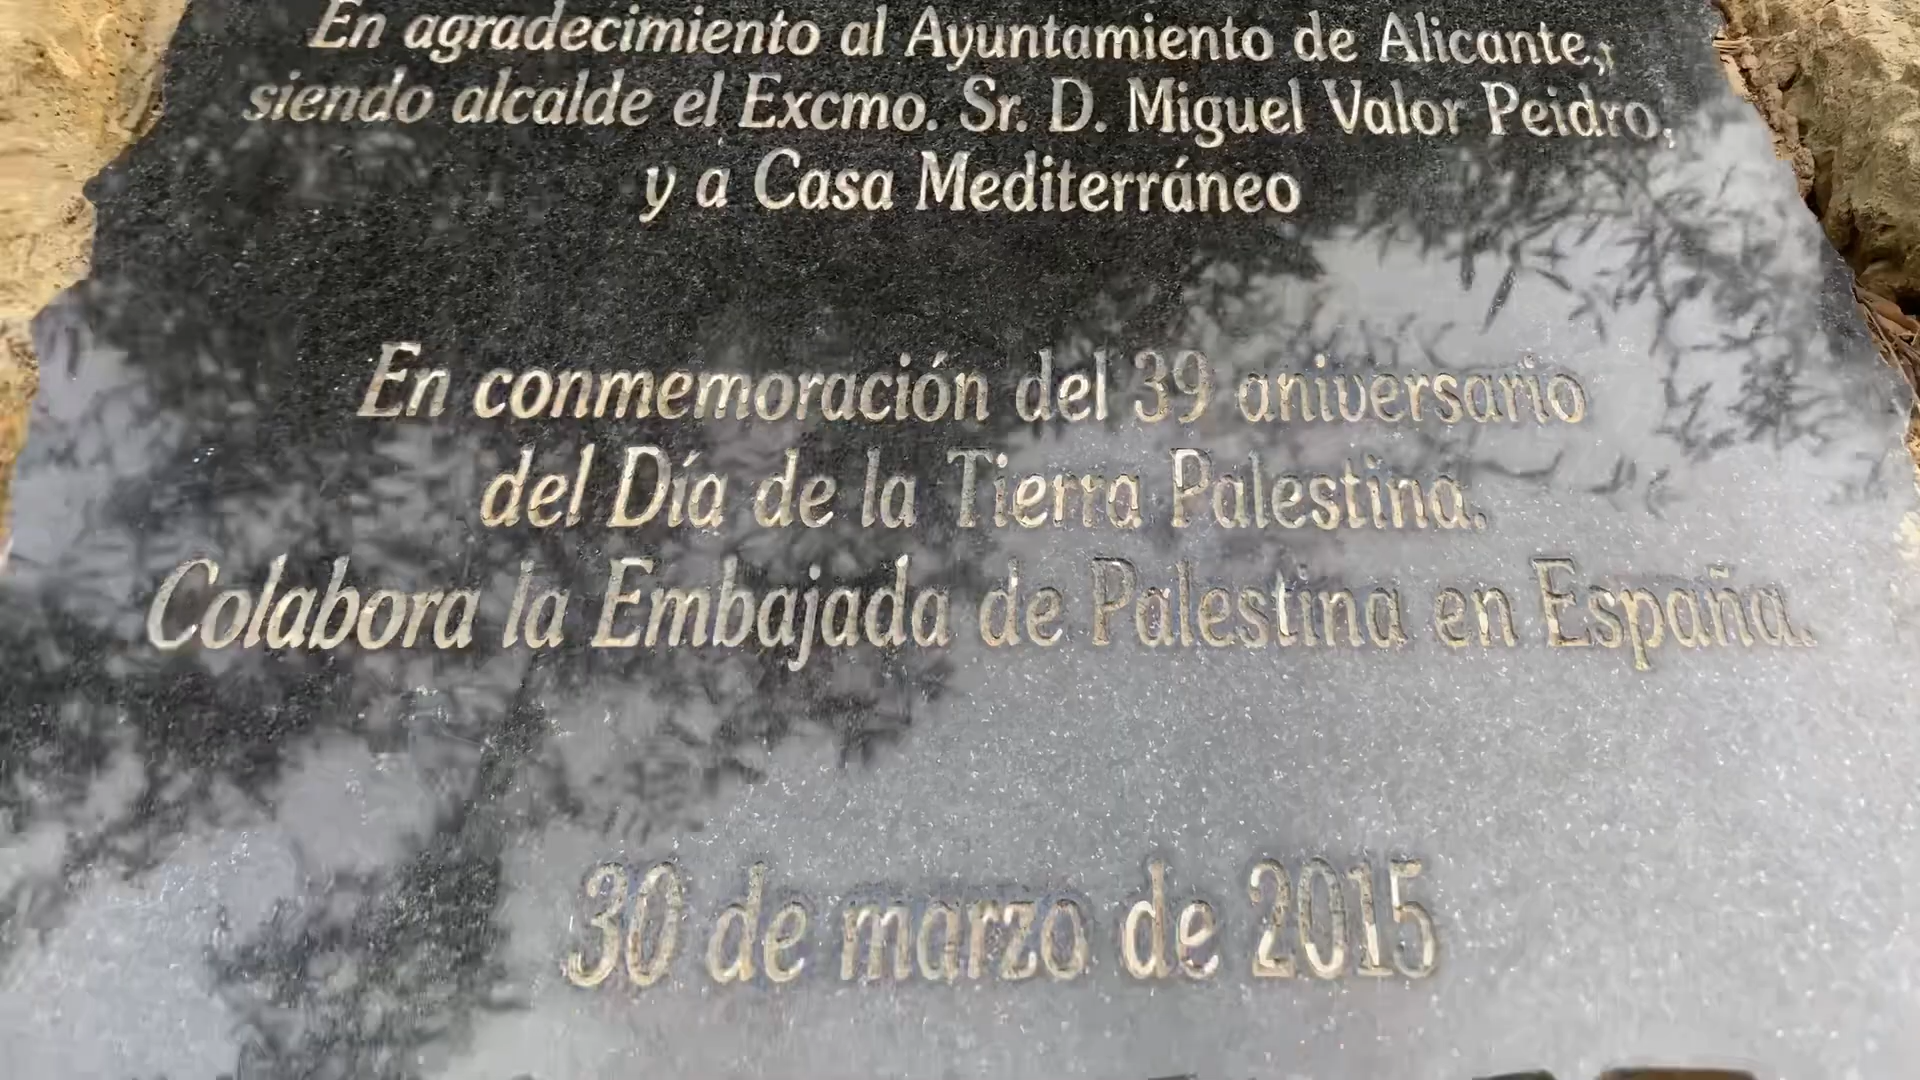 En agradecimiento al Ayuntamiento de Alicante,
siendo alcalde el Excmo. Sr. D. Miguel Valor Peidro,
y a Casa Mediterráneo
En conmemoración del 39 aniversario
del Día de la Tierra Palestina.
Colabora la Embajada de Palestina en España.
30 de marzo de 2015